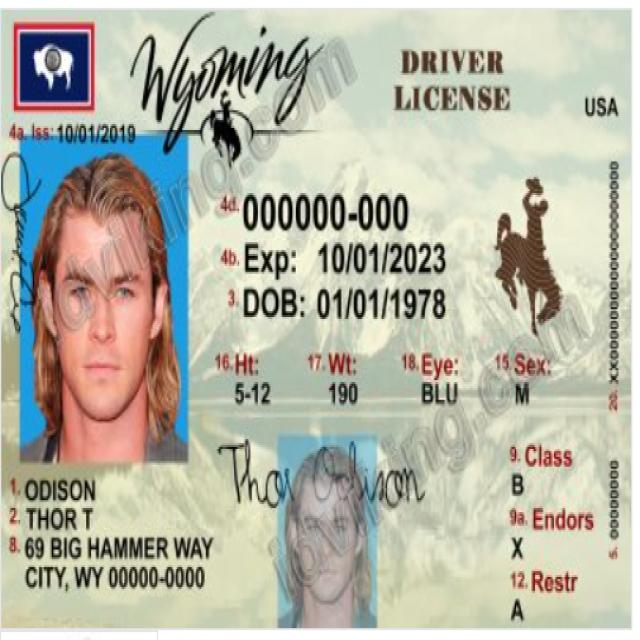 Wyoming
DRIVER
LICENSE
USA
4a. Iss: 10/01/2019
4d. 000000-000
4b. Exp: 10/01/2023
3. DOB: 01/01/1978
16. Ht: 17. Wt: 18. Eye: 15 Sex:
5-12 190 BLU M
Thor Odison
9. Class
B
9a. Endors
X
12. Restr
A
1. ODISON
2. THOR T
8. 69 BIG HAMMER WAY
CITY, WY 00000-0000
5. 00000000